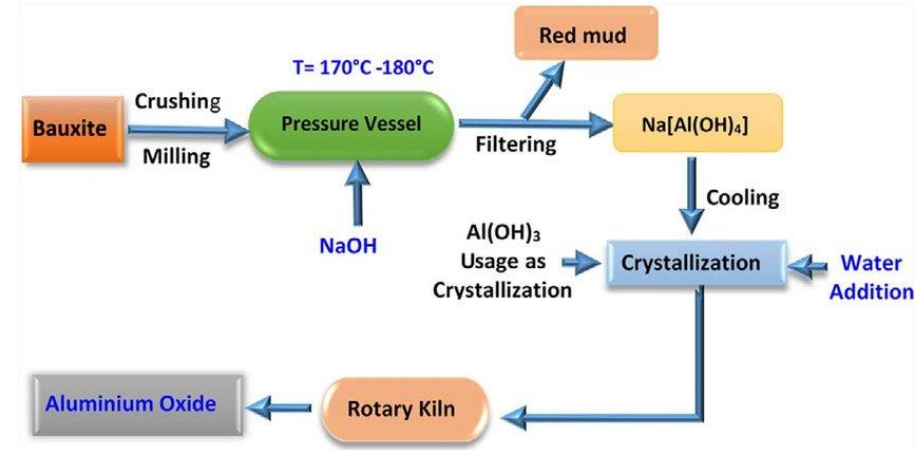 Red mud
T= 170°C -180°C
Crushing
Bauxite
Milling
Pressure Vessel
Filtering
Na[Al(OH)₄]
Cooling
NaOH
Al(OH)₃
Usage as
Crystallization
Crystallization
Water
Addition
Aluminium Oxide
Rotary Kiln